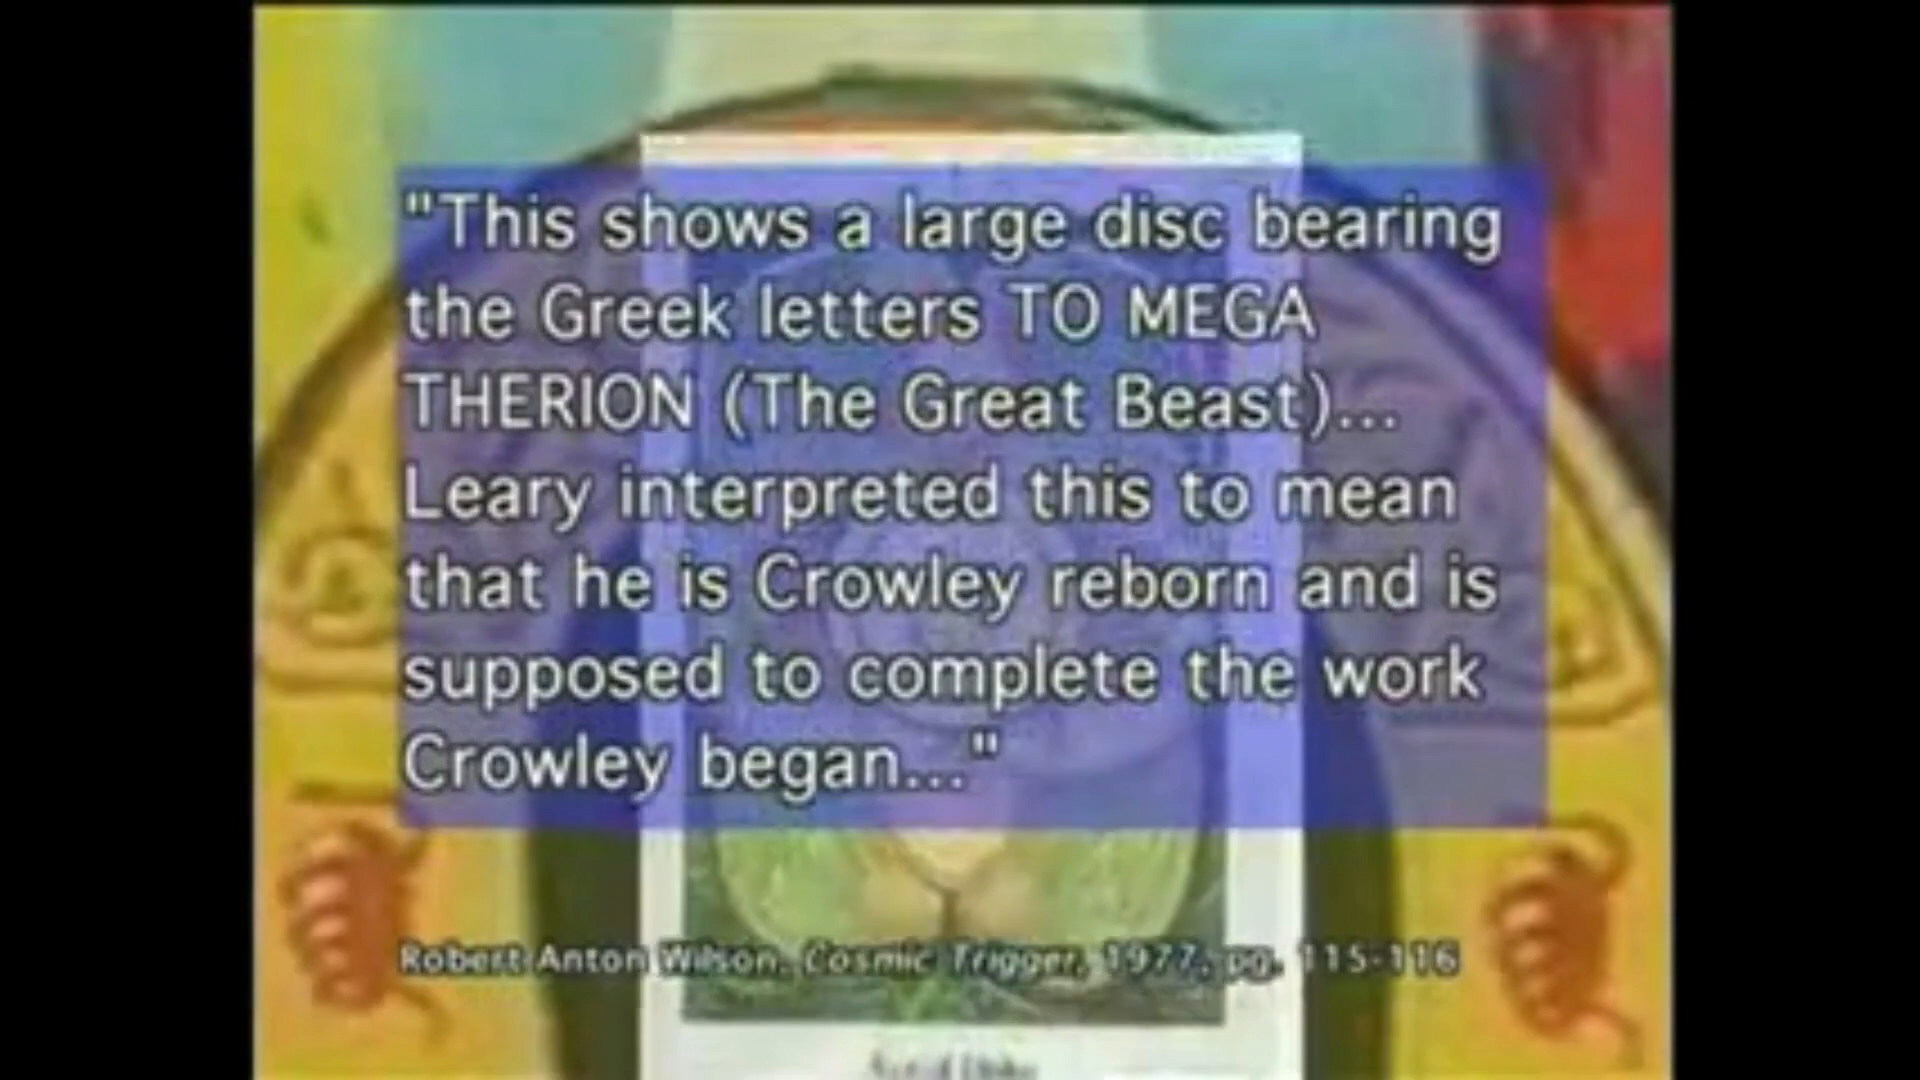 "This shows a large disc bearing
the Greek letters TO MEGA
THERION (The Great Beast)...
Leary interpreted this to mean
that he is Crowley reborn and is
supposed to complete the work
Crowley began..."
Robert Anton Wilson, Cosmic Trigger, 1977, pg. 115-116